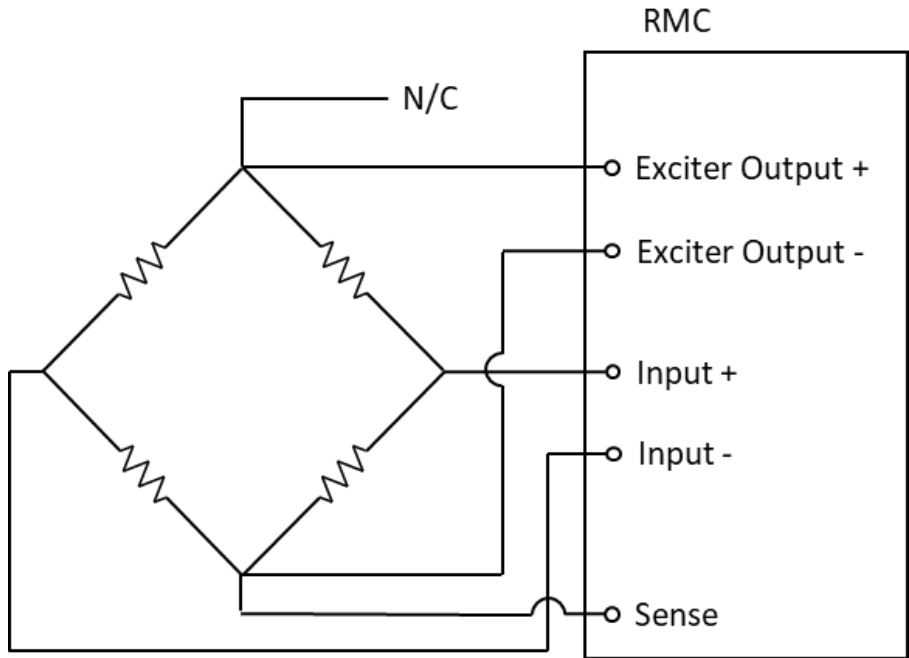 RMC
N/C
Exciter Output +
Exciter Output -
Input +
Input -
Sense